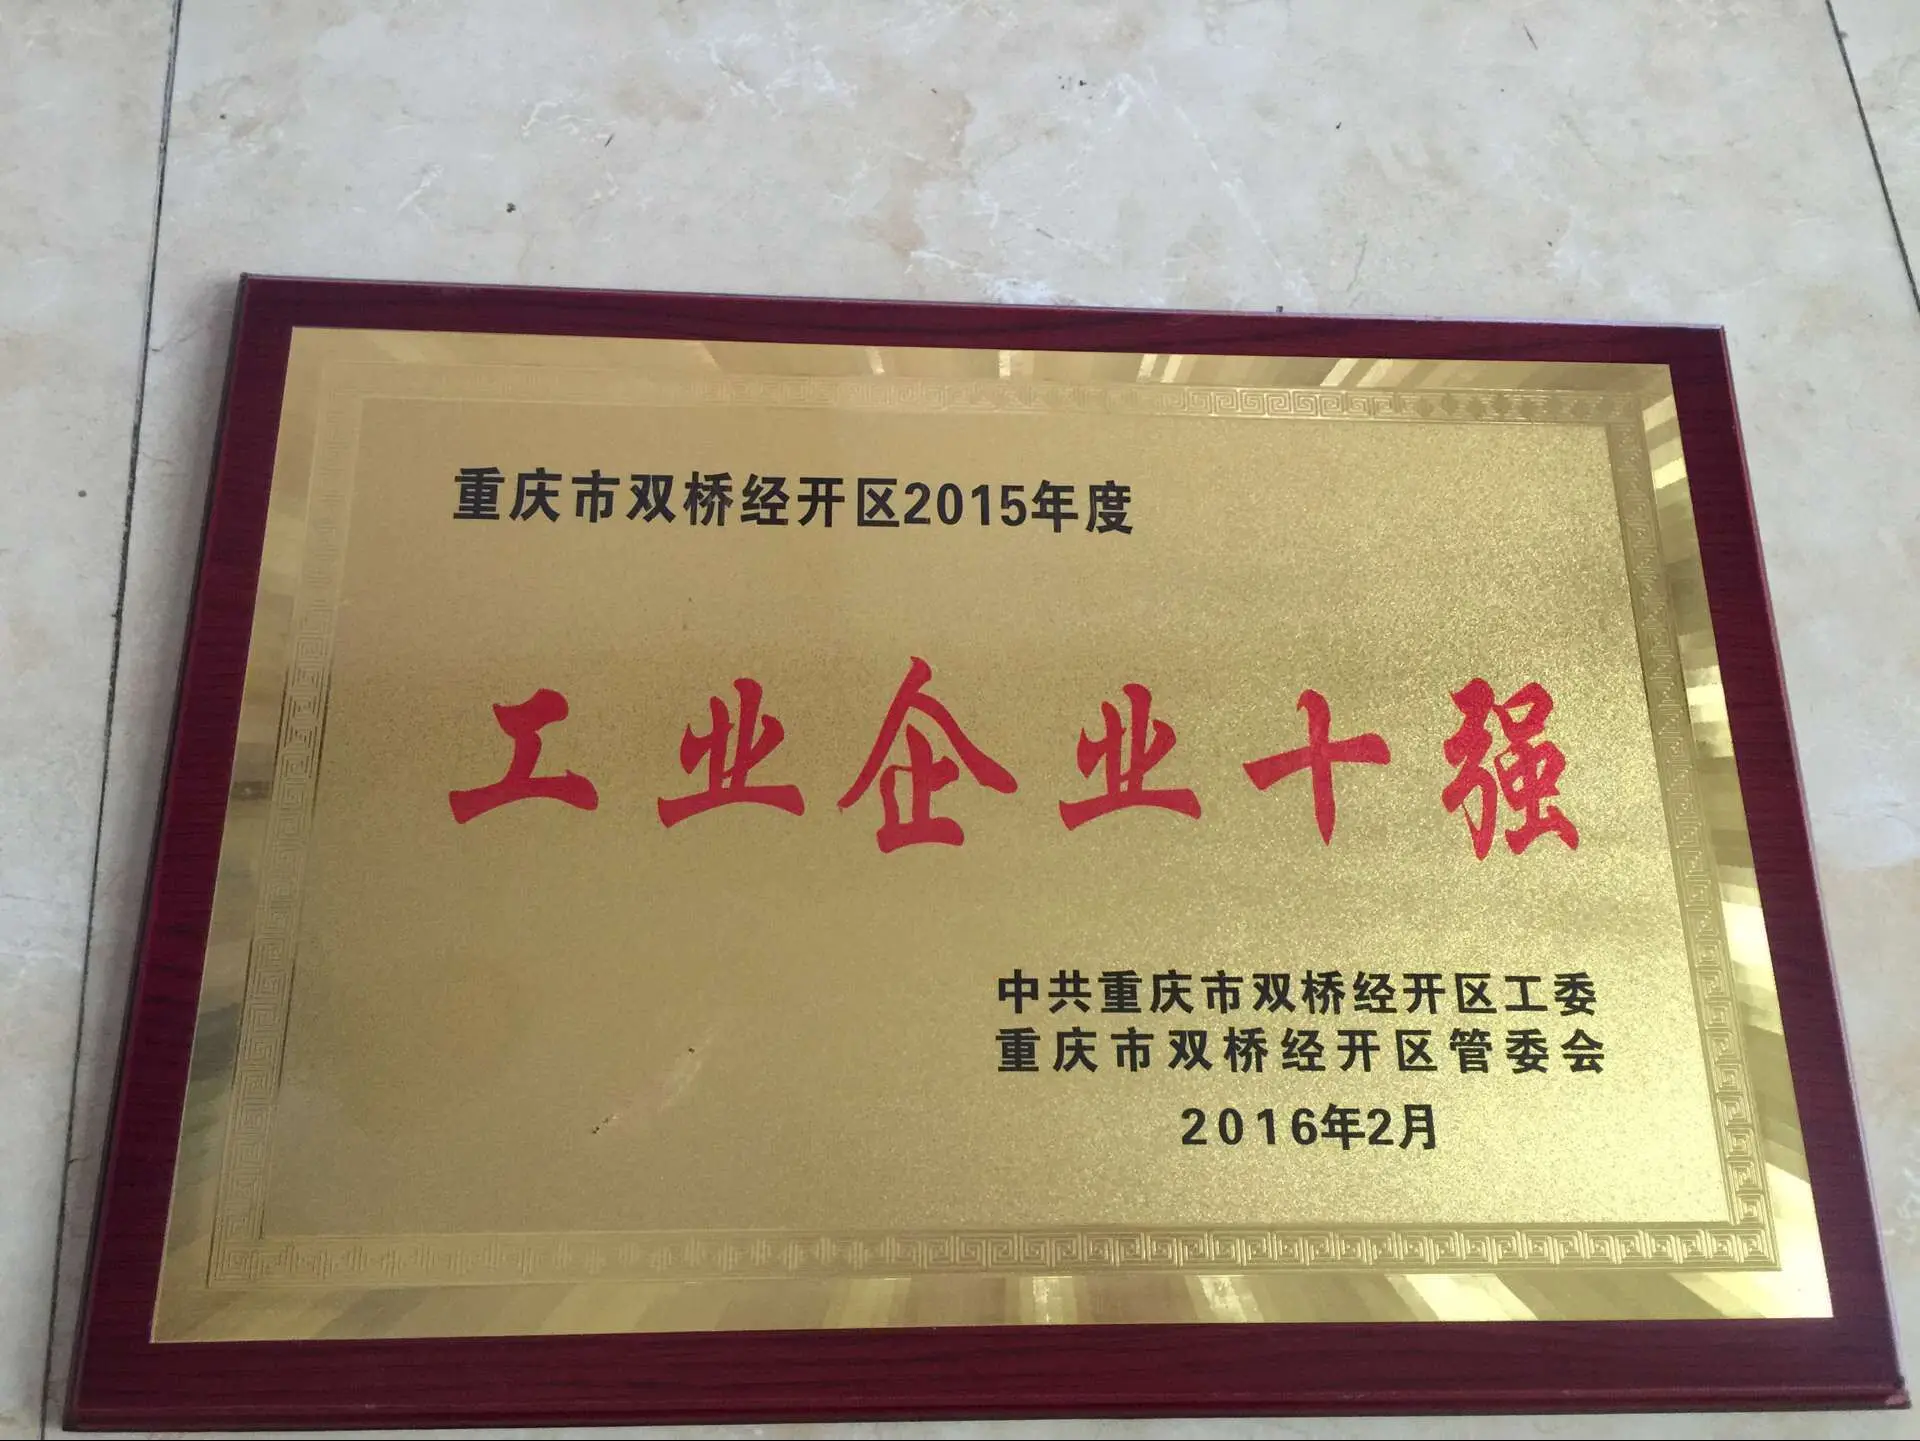 重庆市双桥经开区2015年度
工业企业十强
中共重庆市双桥经开区工委
重庆市双桥经开区管委会
2016年2月